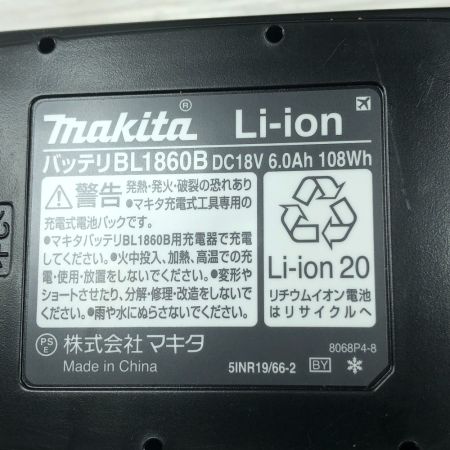 makita® Li-ion
バッテリBL1860B DC18V 6.0Ah 108Wh
警告 発熱・発火・破裂の恐れあり
●マキタ充電式工具専用の
充電式電池パックです。
●マキタバッテリBL1860B用充電器で充電
してください。●火中投入、加熱、高温での充
電・使用・放置をしないでください。●変形や
ショートさせたり、分解・修理・改造をしないで
ください。●雨や水にぬらさないでください。
Li-ion 20
リチウムイオン電池
はリサイクルへ
PS
E
株式会社 マキタ
Made in China
5INR19/66-2 BY
8068P4-8